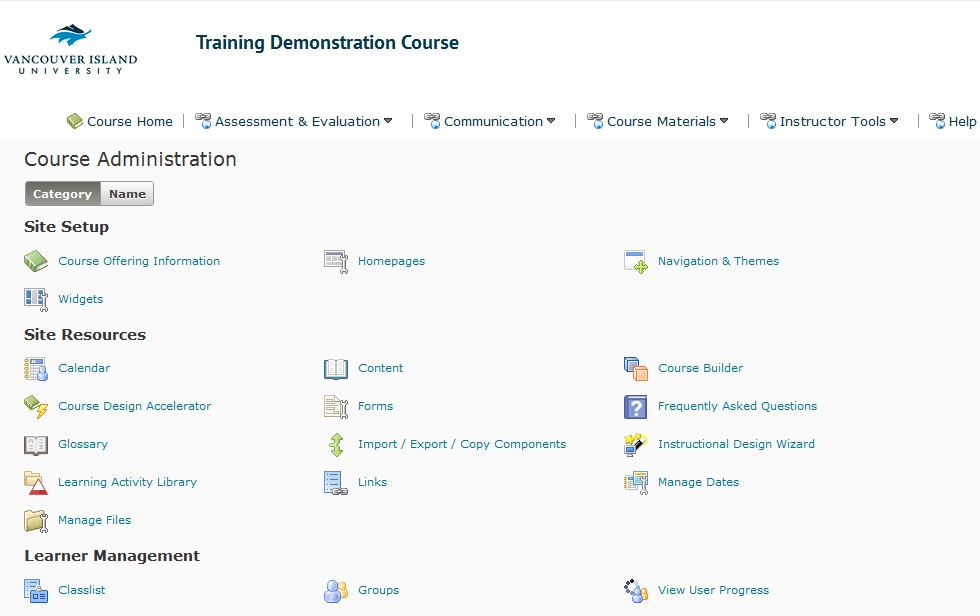 VANCOUVER ISLAND
UNIVERSITY
Training Demonstration Course
Course Home Assessment & Evaluation Communication Course Materials Instructor Tools Help
Course Administration
Category Name
Site Setup
Course Offering Information Homepages Navigation & Themes
Widgets
Site Resources
Calendar Content Course Builder
Course Design Accelerator Forms Frequently Asked Questions
Glossary Import / Export / Copy Components Instructional Design Wizard
Learning Activity Library Links Manage Dates
Manage Files
Learner Management
Classlist Groups View User Progress